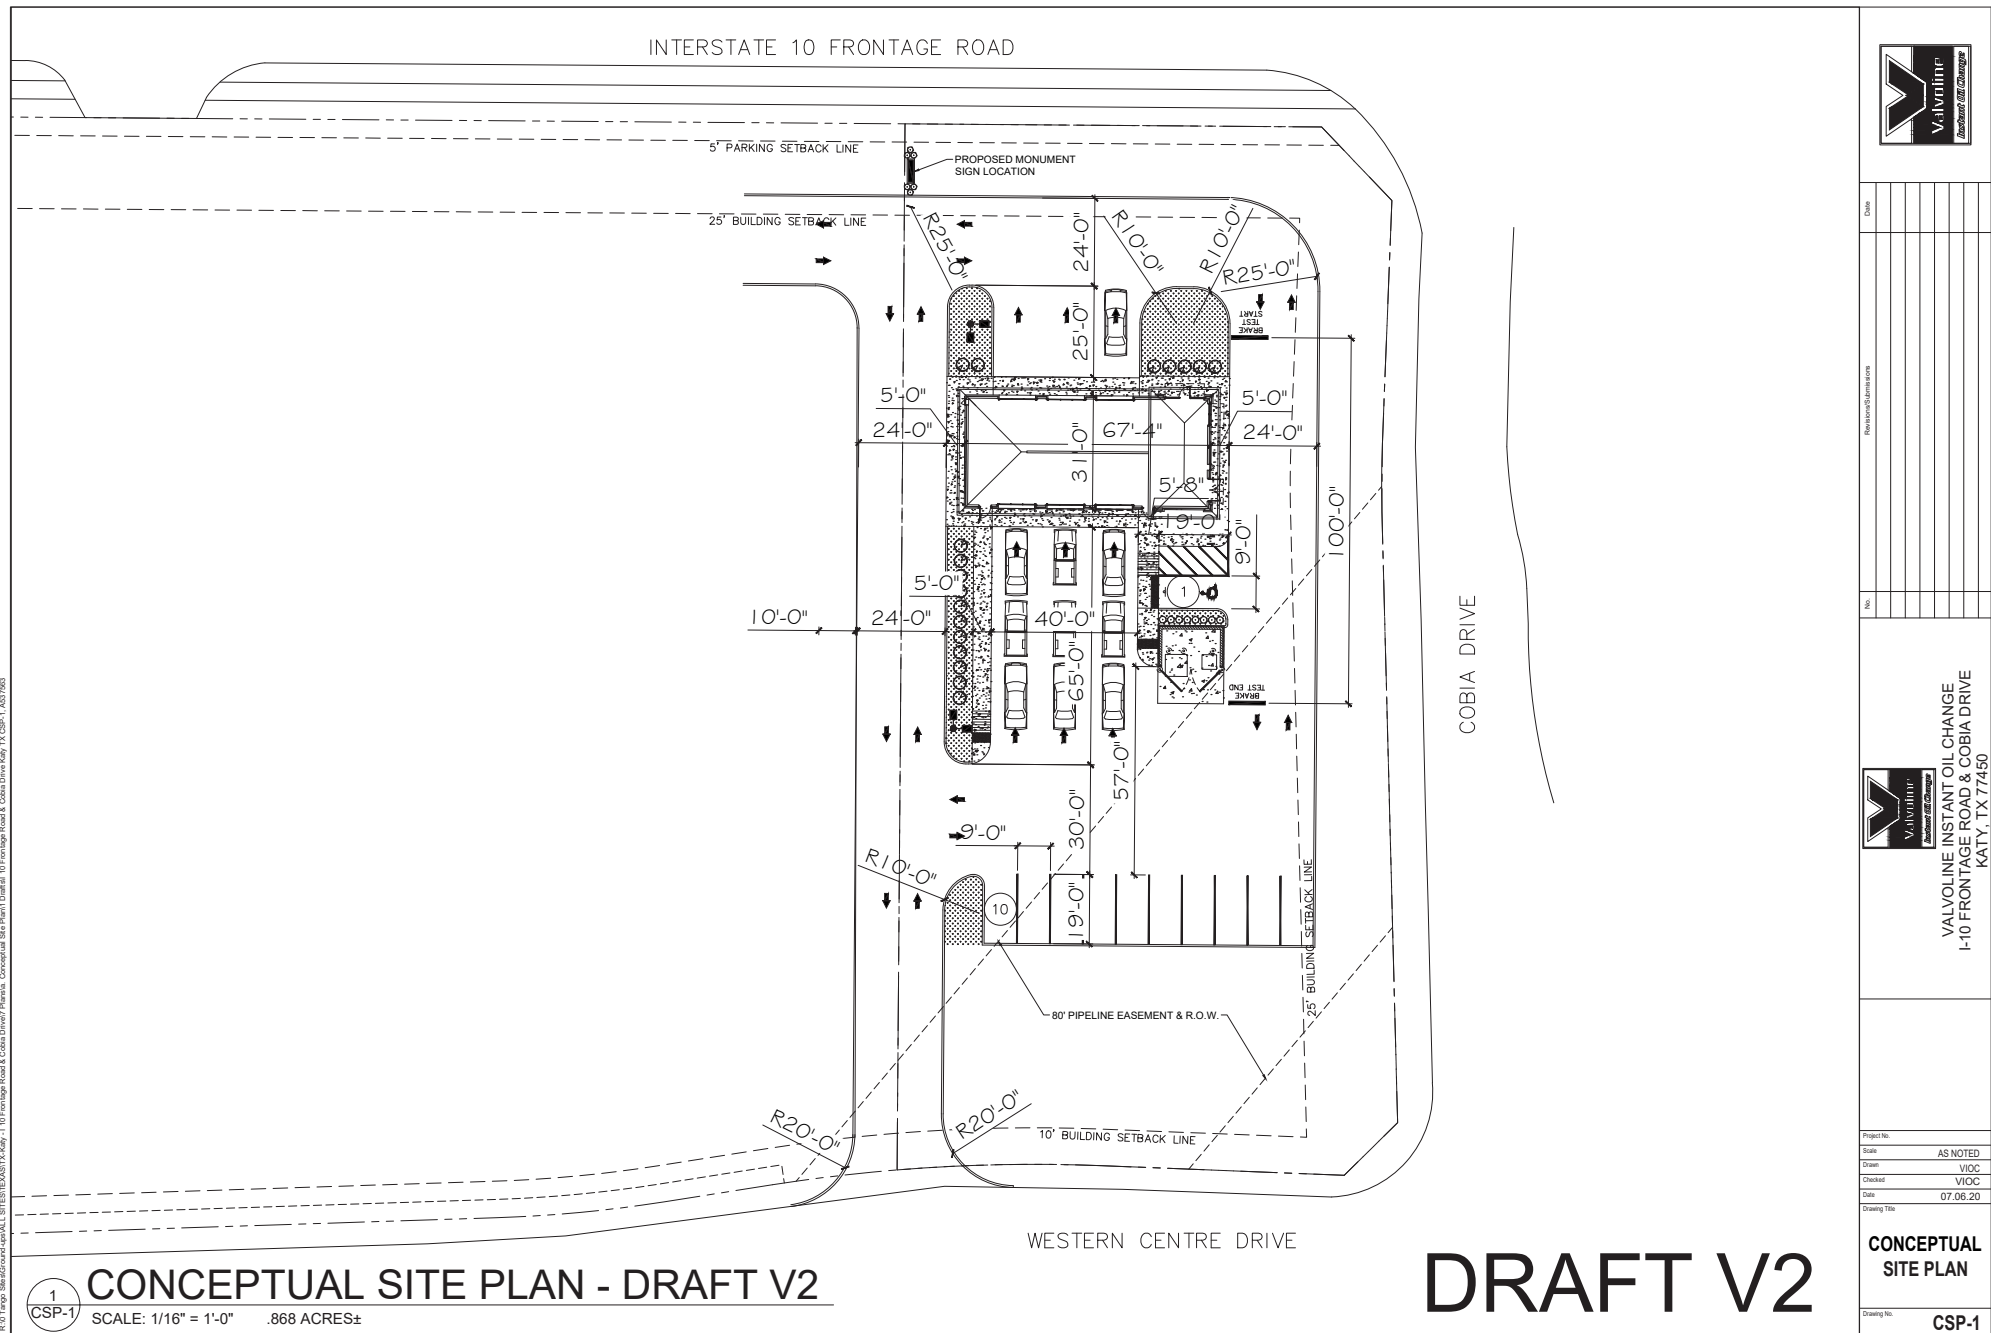 INTERSTATE 10 FRONTAGE ROAD
5' PARKING SETBACK LINE
PROPOSED MONUMENT
SIGN LOCATION
25' BUILDING SETBACK LINE
R25'-0"
24'-0"
R10'-0"
R10'-0"
R25'-0"
BRAKE
TEST
START
25'-0"
5'-0"
5'-0"
24'-0"
67'-4"
24'-0"
31'-0"
5'-8"
19'-0
9'-0"
100'-0"
5'-0"
1
10'-0"
24'-0"
40'-0"
65'-0"
BRAKE
TEST END
57'-0"
30'-0"
9'-0"
R10'-0"
10
19'-0"
25' BUILDING SETBACK LINE
80' PIPELINE EASEMENT & R.O.W.
R20'-0"
R20'-0"
10' BUILDING SETBACK LINE
COBIA DRIVE
WESTERN CENTRE DRIVE
1
CSP-1
CONCEPTUAL SITE PLAN - DRAFT V2
SCALE: 1/16" = 1'-0" .868 ACRES±
DRAFT V2
Valvoline
Instant Oil Change
Date
Revisions/Submissions
No.
Valvoline
Instant Oil Change
VALVOLINE INSTANT OIL CHANGE
I-10 FRONTAGE ROAD & COBIA DRIVE
KATY, TX 77450
Project No.
Scale AS NOTED
Drawn VIOC
Checked VIOC
Date 07.06.20
Drawing Title
CONCEPTUAL
SITE PLAN
Drawing No.
CSP-1